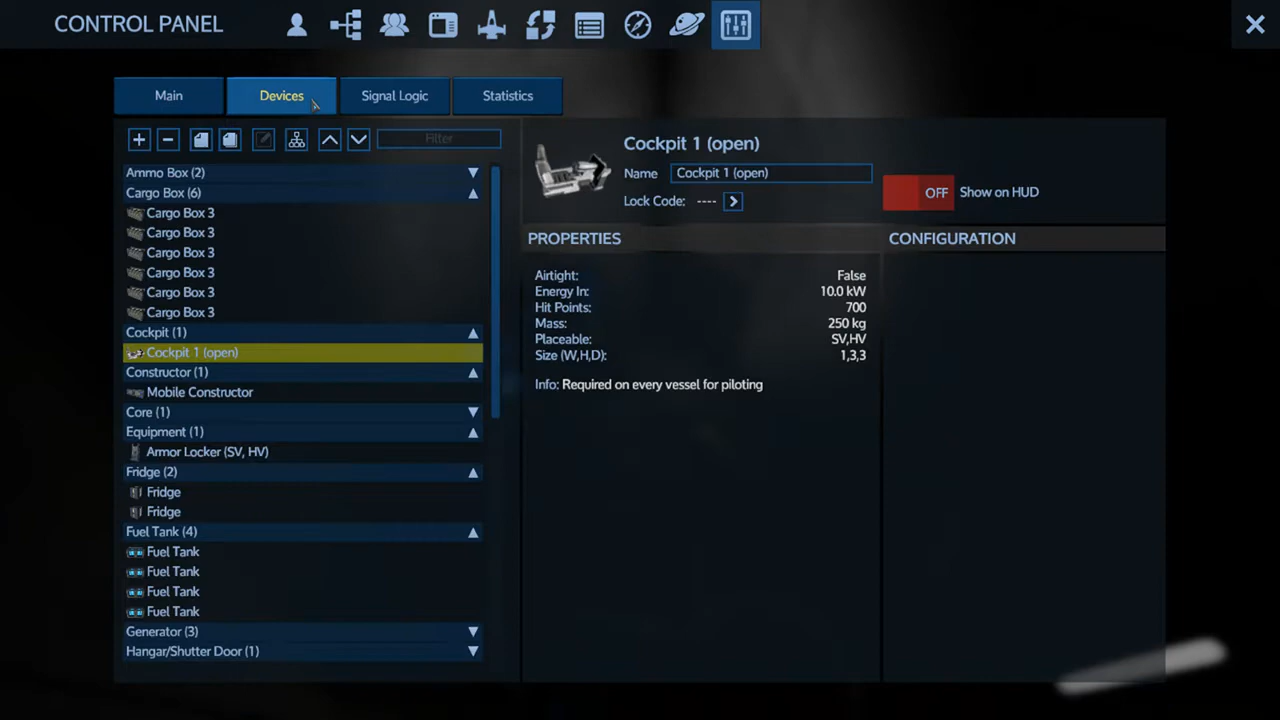 CONTROL PANEL
Main
Devices
Signal Logic
Statistics
Filter
Ammo Box (2)
Cargo Box (6)
Cargo Box 3
Cargo Box 3
Cargo Box 3
Cargo Box 3
Cargo Box 3
Cargo Box 3
Cockpit (1)
Cockpit 1 (open)
Constructor (1)
Mobile Constructor
Core (1)
Equipment (1)
Armor Locker (SV, HV)
Fridge (2)
Fridge
Fridge
Fuel Tank (4)
Fuel Tank
Fuel Tank
Fuel Tank
Fuel Tank
Generator (3)
Hangar/Shutter Door (1)
Cockpit 1 (open)
Name Cockpit 1 (open)
Lock Code: ----
OFF Show on HUD
PROPERTIES
Airtight: False
Energy In: 10.0 kW
Hit Points: 700
Mass: 250 kg
Placeable: SV,HV
Size (W,H,D): 1,3,3
Info: Required on every vessel for piloting
CONFIGURATION